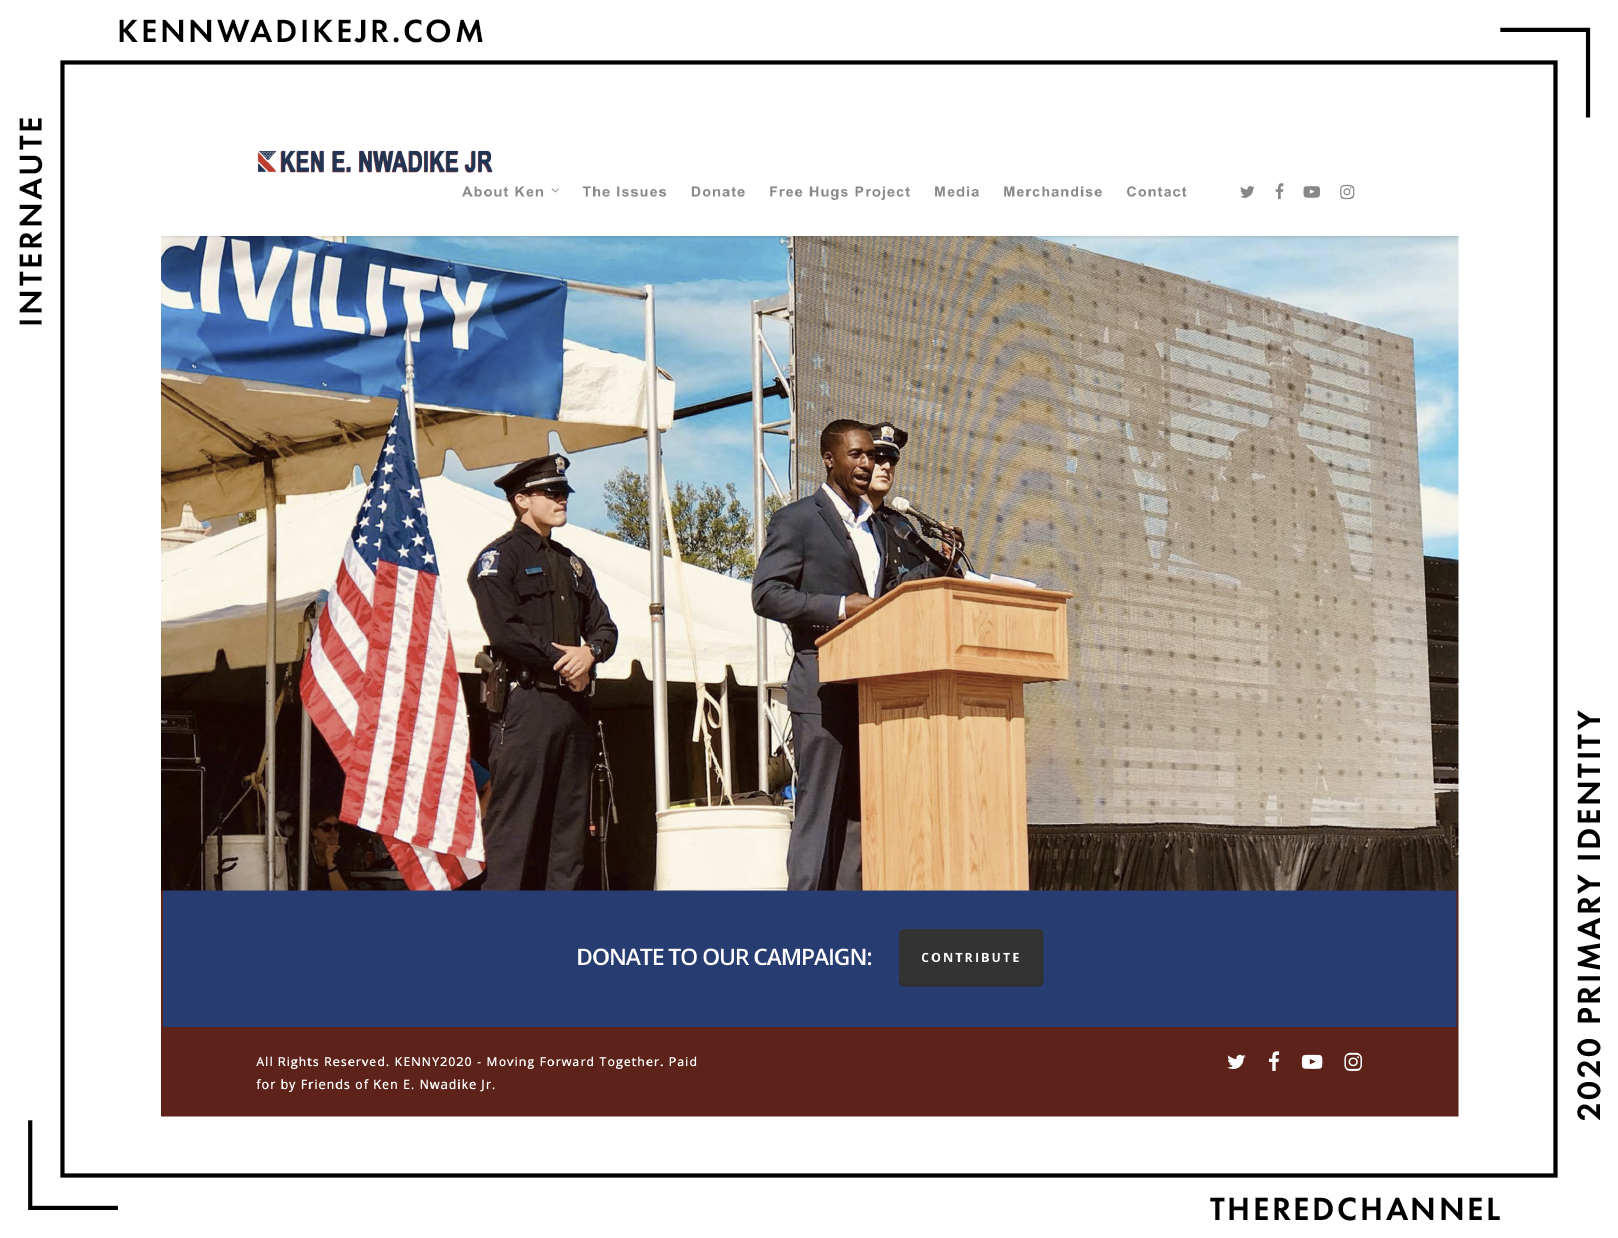 KENNWADIKEJR.COM
INTERNAUTE
KEN E. NWADIKE JR
About Ken The Issues Donate Free Hugs Project Media Merchandise Contact
CIVILITY
DONATE TO OUR CAMPAIGN: CONTRIBUTE
All Rights Reserved. KENNY2020 - Moving Forward Together. Paid
for by Friends of Ken E. Nwadike Jr.
2020 PRIMARY IDENTITY
THEREDCHANNEL